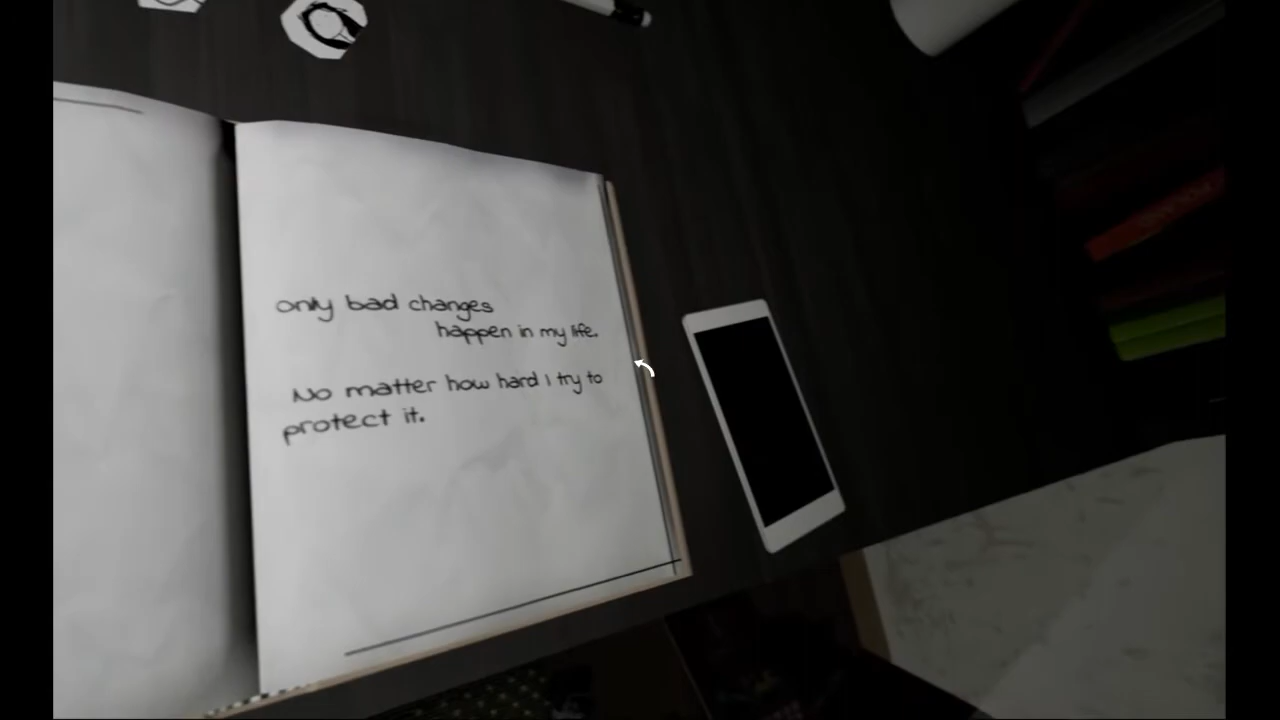 only bad changes
happen in my life.
No matter how hard I try to
protect it.